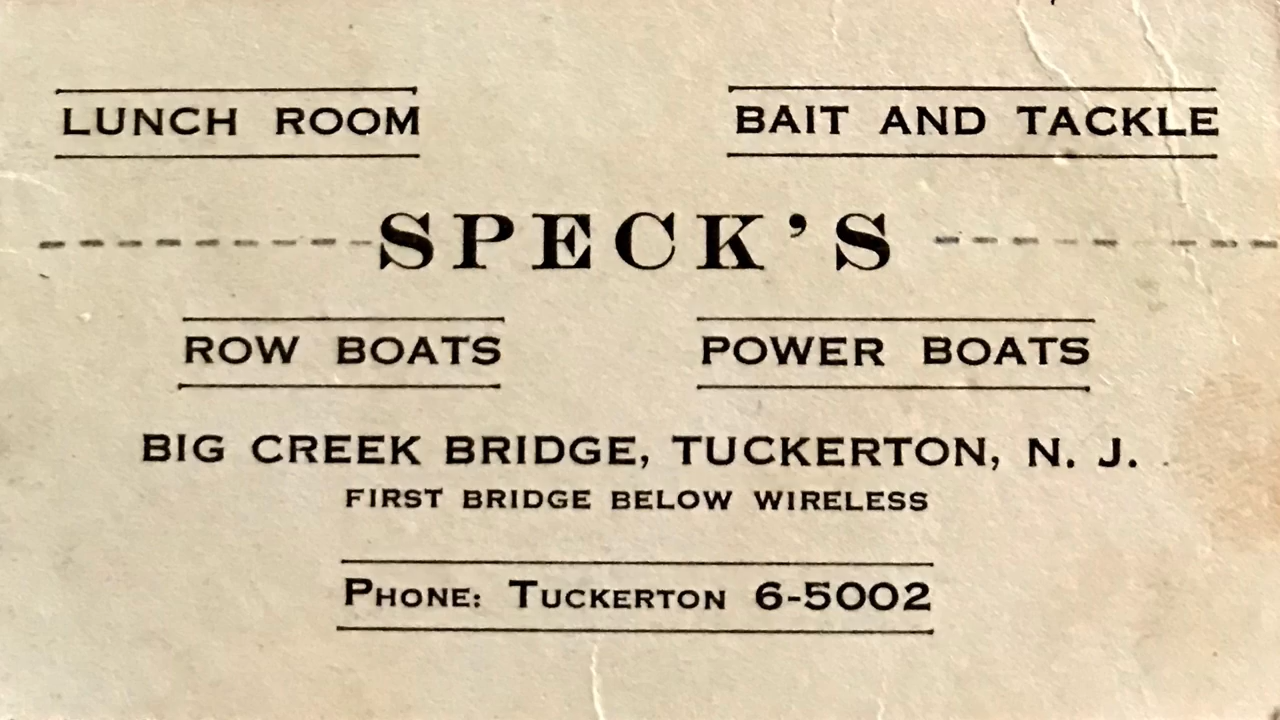 LUNCH ROOM
BAIT AND TACKLE
SPECK'S
ROW BOATS
POWER BOATS
BIG CREEK BRIDGE, TUCKERTON, N. J.
FIRST BRIDGE BELOW WIRELESS
PHONE: TUCKERTON 6-5002